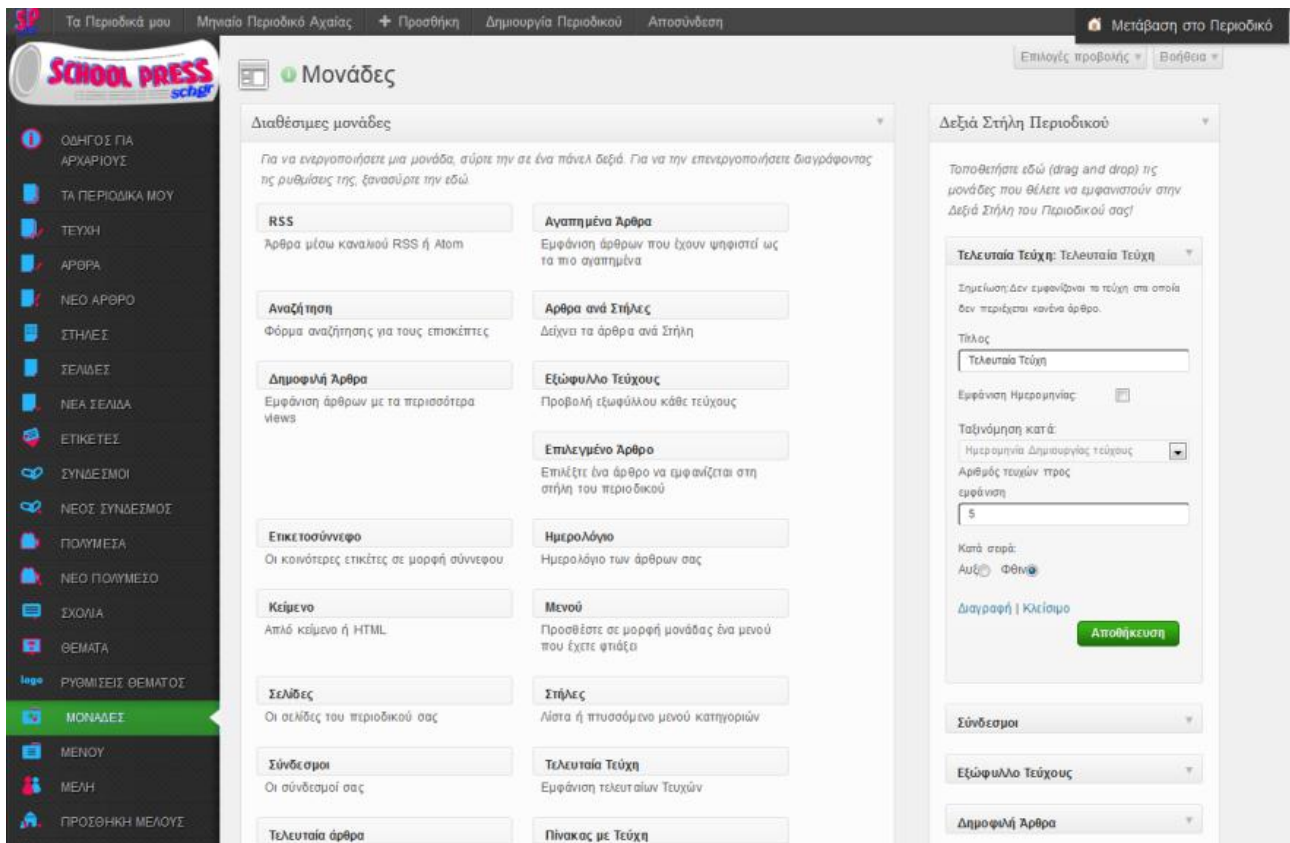 SP
Τα Περιοδικά μου
Μηνιαίο Περιοδικό Αχαίας
+ Προσθήκη
Δημιουργία Περιοδικού
Αποσύνδεση
Μετάβαση στο Περιοδικό
SCHOOL PRESS
schgr
ΟΔΗΓΟΣ ΓΙΑ
ΑΡΧΑΡΙΟΥΣ
ΤΑ ΠΕΡΙΟΔΙΚΑ ΜΟΥ
ΤΕΥΧΗ
ΑΡΘΡΑ
ΝΕΟ ΑΡΘΡΟ
ΣΤΗΛΕΣ
ΣΕΛΙΔΕΣ
ΝΕΑ ΣΕΛΙΔΑ
ΕΤΙΚΕΤΕΣ
ΣΥΝΔΕΣΜΟΙ
ΝΕΟΣ ΣΥΝΔΕΣΜΟΣ
ΠΟΛΥΜΕΣΑ
ΝΕΟ ΠΟΛΥΜΕΣΟ
ΣΧΟΛΙΑ
ΘΕΜΑΤΑ
logo ΡΥΘΜΙΣΕΙΣ ΘΕΜΑΤΟΣ
ΜΟΝΑΔΕΣ
ΜΕΝΟΥ
ΜΕΛΗ
ΠΡΟΣΘΗΚΗ ΜΕΛΟΥΣ
Επιλογές προβολής
Βοήθεια
Μονάδες
Διαθέσιμες μονάδες
Για να ενεργοποιήσετε μια μονάδα, σύρτε την σε ένα πάνελ δεξιά. Για να την επενεργοποιήσετε διαγράφοντας
τις ρυθμίσεις της, ξανασύρτε την εδώ.
RSS
Άρθρα μέσω καναλιού RSS ή Atom
Αγαπημένα Άρθρα
Εμφάνιση άρθρων που έχουν ψηφιστεί ως
τα πιο αγαπημένα
Αναζήτηση
Φόρμα αναζήτησης για τους επισκέπτες
Αρθρα ανά Στήλες
Δείχνει τα άρθρα ανά Στήλη
Δημοφιλή Άρθρα
Εμφάνιση άρθρων με τα περισσότερα
views
Εξώφυλλο Τεύχους
Προβολή εξωφύλλου κάθε τεύχους
Επιλεγμένο Άρθρο
Επιλέξτε ένα άρθρο να εμφανίζεται στη
στήλη του περιοδικού
Ετικετοσύννεφο
Οι κοινότερες ετικέτες σε μορφή σύννεφου
Ημερολόγιο
Ημερολόγιο των άρθρων σας
Κείμενο
Απλό κείμενο ή HTML
Μενού
Προσθέστε σε μορφή μονάδας ένα μενού
που έχετε φτιάξει
Σελίδες
Οι σελίδες του περιοδικού σας
Στήλες
Λίστα ή πτυσσόμενο μενού κατηγοριών
Σύνδεσμοι
Οι σύνδεσμοί σας
Τελευταία Τεύχη
Εμφάνιση τελευταίων Τευχών
Τελευταία άρθρα
Πίνακας με Τεύχη
Δεξιά Στήλη Περιοδικού
Τοποθετήστε εδώ (drag and drop) τις
μονάδες που θέλετε να εμφανιστούν στην
Δεξιά Στήλη του Περιοδικού σας!
Τελευταία Τεύχη: Τελευταία Τεύχη
Σημείωση:Δεν εμφανίζονται τα τεύχη στα οποία
δεν περιέχεται κανένα άρθρο.
Τίτλος
Τελευταία Τεύχη
Εμφάνιση Ημερομηνίας:
Ταξινόμηση κατά:
Ημερομηνία Δημιουργίας τεύχους
Αριθμός τευχών προς
εμφάνιση
5
Κατά σειρά:
Αυξ Φθιν
Διαγραφή | Κλείσιμο
Αποθήκευση
Σύνδεσμοι
Εξώφυλλο Τεύχους
Δημοφιλή Άρθρα